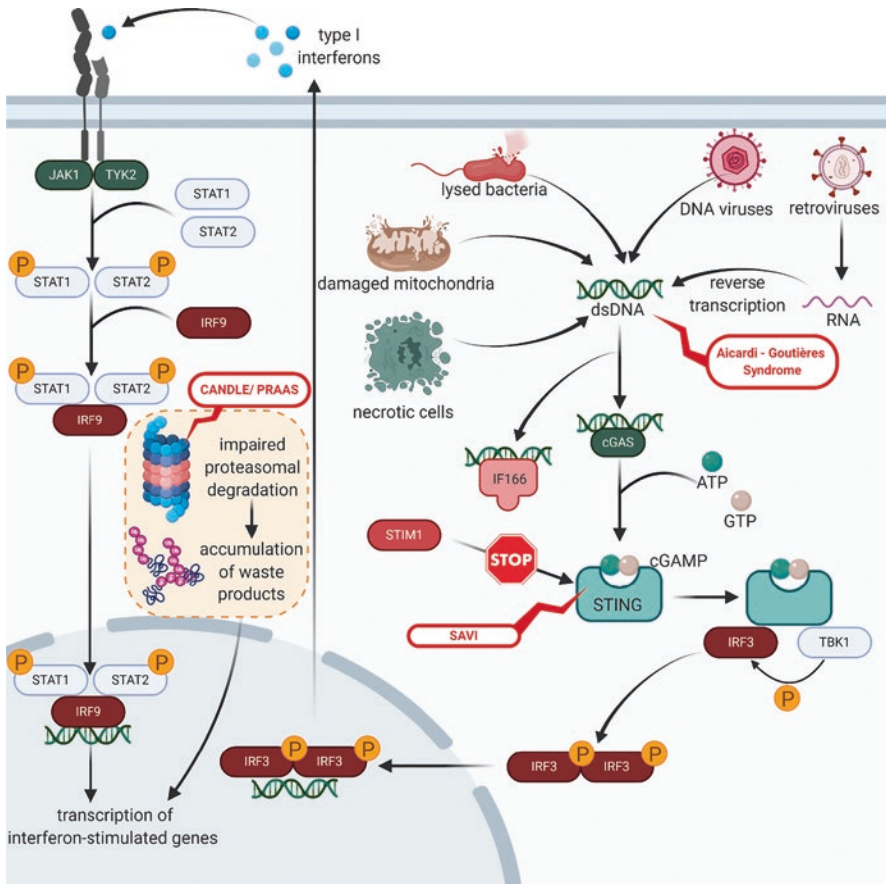 type I
interferons
JAK1
TYK2
STAT1
STAT2
P
P
STAT1
STAT2
IRF9
P
P
STAT1
STAT2
IRF9
CANDLE/ PRAAS
impaired
proteasomal
degradation
accumulation
of waste
products
P
P
STAT1
STAT2
IRF9
transcription of
interferon-stimulated genes
lysed bacteria
DNA viruses
retroviruses
damaged mitochondria
dsDNA
reverse
transcription
RNA
necrotic cells
Aicardi - Goutières
Syndrome
cGAS
IF166
ATP
GTP
STIM1
STOP
cGAMP
STING
SAVI
IRF3
TBK1
P
IRF3
P
IRF3
P
IRF3
P
IRF3
P